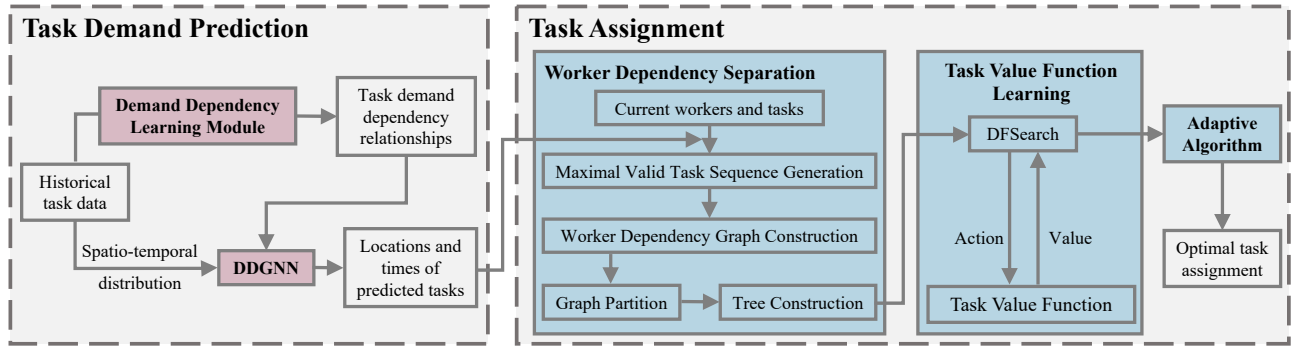 Task Demand Prediction
Demand Dependency
Learning Module
Task demand
dependency
relationships
Historical
task data
Spatio-temporal
distribution
DDGNN
Locations and
times of
predicted tasks
Task Assignment
Worker Dependency Separation
Current workers and tasks
Maximal Valid Task Sequence Generation
Worker Dependency Graph Construction
Graph Partition
Tree Construction
Task Value Function
Learning
DFSearch
Action
Value
Task Value Function
Adaptive
Algorithm
Optimal task
assignment